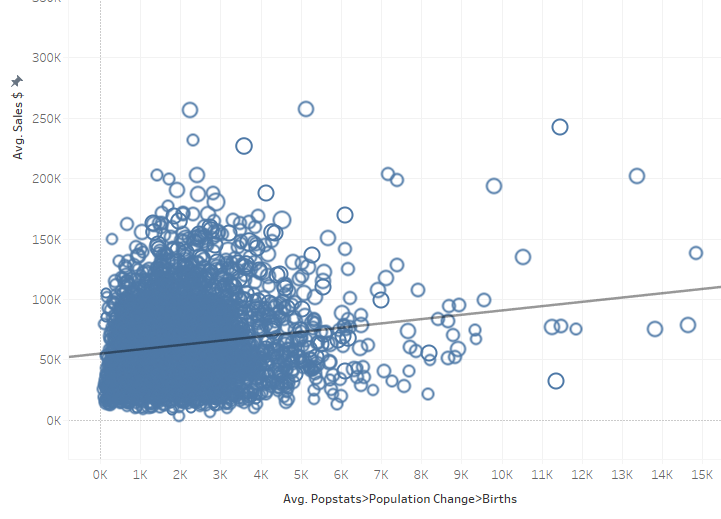 350K
300K
250K
200K
150K
100K
50K
0K
Avg. Sales $
0K 1K 2K 3K 4K 5K 6K 7K 8K 9K 10K 11K 12K 13K 14K 15K
Avg. Popstats>Population Change>Births